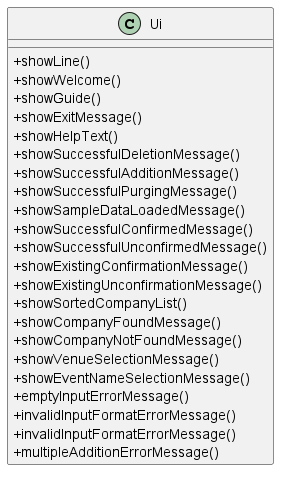 C Ui
+showLine()
+showWelcome()
+showGuide()
+showExitMessage()
+showHelpText()
+showSuccessfulDeletionMessage()
+showSuccessfulAdditionMessage()
+showSuccessfulPurgingMessage()
+showSampleDataLoadedMessage()
+showSuccessfulConfirmedMessage()
+showSuccessfulUnconfirmedMessage()
+showExistingConfirmationMessage()
+showExistingUnconfirmationMessage()
+showSortedCompanyList()
+showCompanyFoundMessage()
+showCompanyNotFoundMessage()
+showVenueSelectionMessage()
+showEventNameSelectionMessage()
+emptyInputErrorMessage()
+invalidInputFormatErrorMessage()
+invalidInputFormatErrorMessage()
+multipleAdditionErrorMessage()